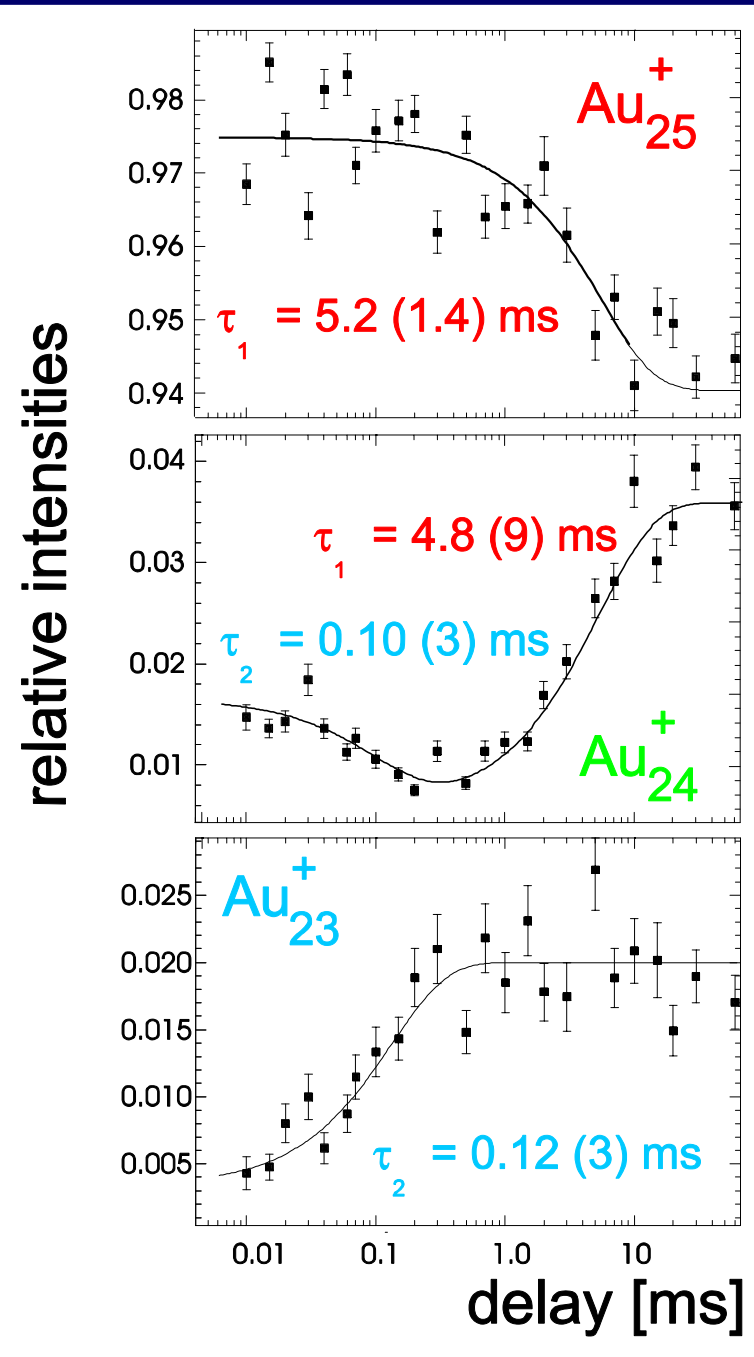 relative intensities
0.98
0.97
0.96
0.95
0.94
Au25+
τ1 = 5.2 (1.4) ms
0.04
0.03
0.02
0.01
τ1 = 4.8 (9) ms
τ2 = 0.10 (3) ms
Au24+
0.025
0.020
0.015
0.010
0.005
Au23+
τ2 = 0.12 (3) ms
0.01 0.1 1.0 10
delay [ms]